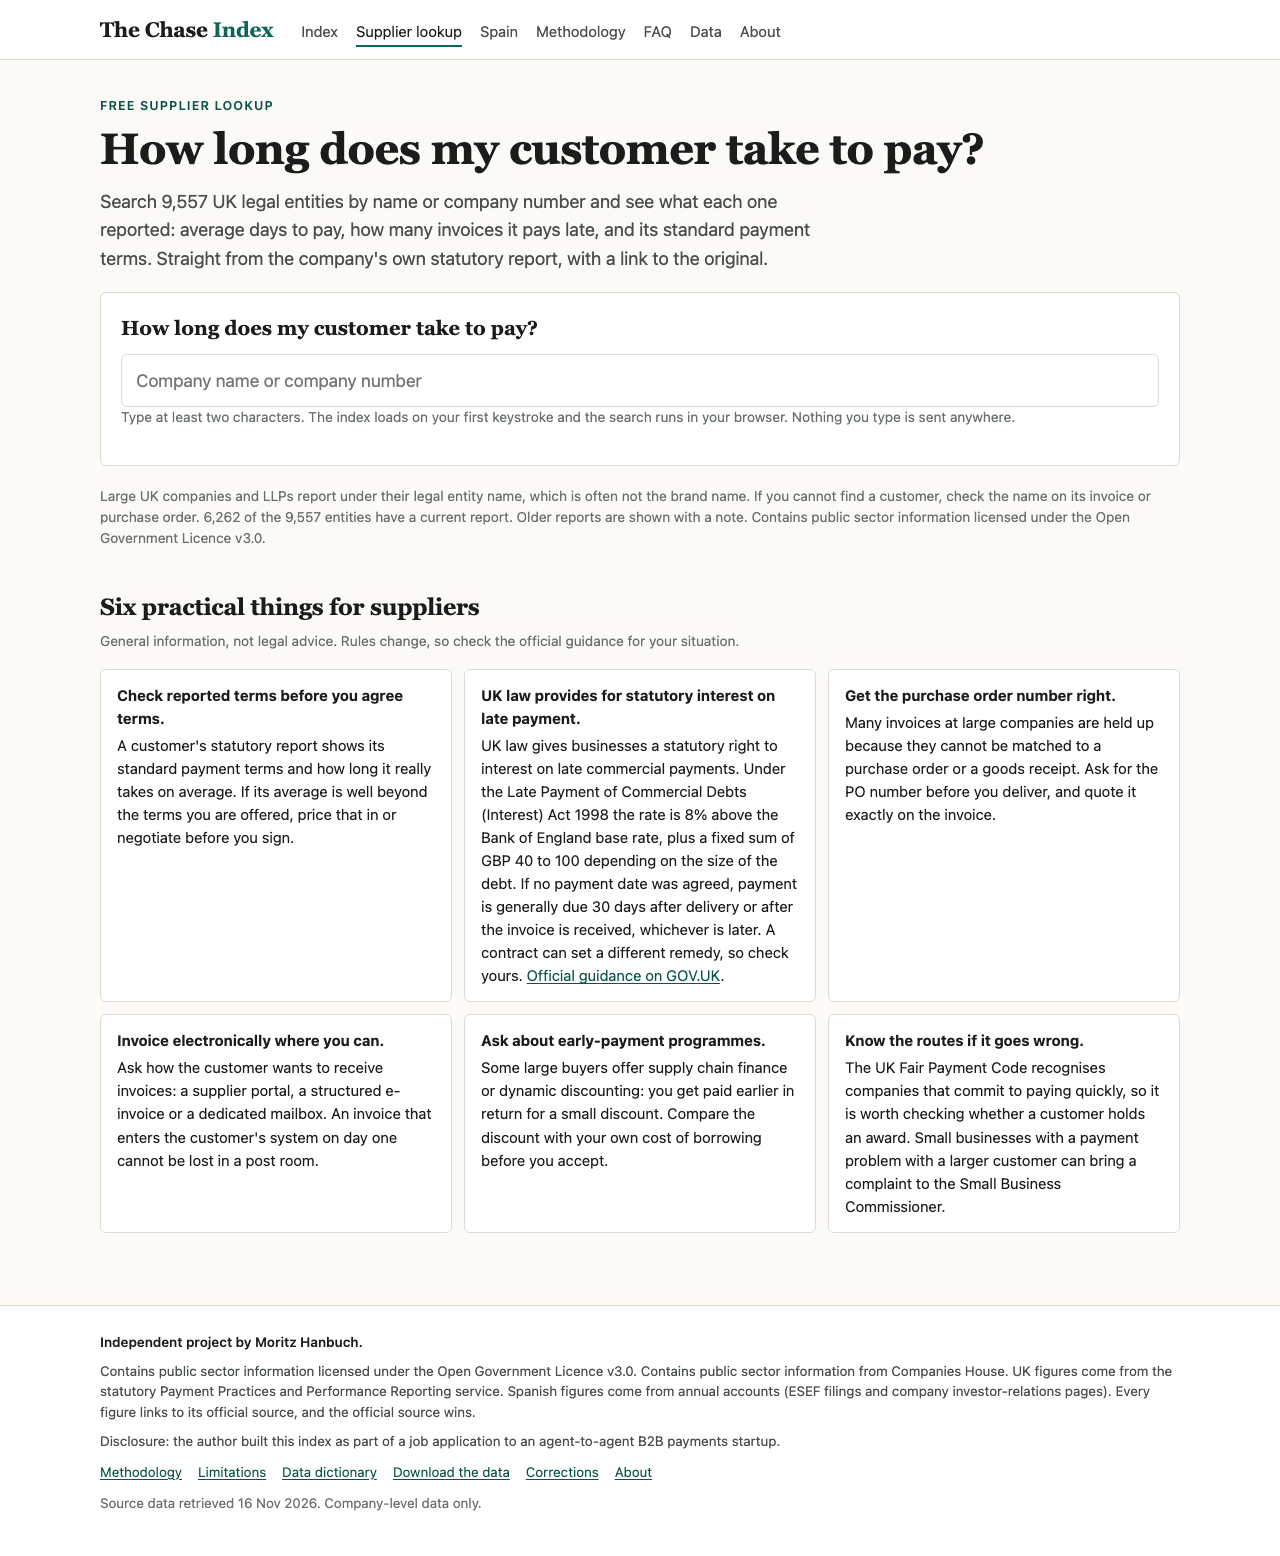 The Chase Index
Index
Supplier lookup
Spain
Methodology
FAQ
Data
About
FREE SUPPLIER LOOKUP
How long does my customer take to pay?
Search 9,557 UK legal entities by name or company number and see what each one
reported: average days to pay, how many invoices it pays late, and its standard payment
terms. Straight from the company's own statutory report, with a link to the original.
How long does my customer take to pay?
Company name or company number
Type at least two characters. The index loads on your first keystroke and the search runs in your browser. Nothing you type is sent anywhere.
Large UK companies and LLPs report under their legal entity name, which is often not the brand name. If you cannot find a customer, check the name on its invoice or
purchase order. 6,262 of the 9,557 entities have a current report. Older reports are shown with a note. Contains public sector information licensed under the Open
Government Licence v3.0.
Six practical things for suppliers
General information, not legal advice. Rules change, so check the official guidance for your situation.
Check reported terms before you agree
terms.
A customer's statutory report shows its
standard payment terms and how long it really
takes on average. If its average is well beyond
the terms you are offered, price that in or
negotiate before you sign.
UK law provides for statutory interest on
late payment.
UK law gives businesses a statutory right to
interest on late commercial payments. Under
the Late Payment of Commercial Debts
(Interest) Act 1998 the rate is 8% above the
Bank of England base rate, plus a fixed sum of
GBP 40 to 100 depending on the size of the
debt. If no payment date was agreed, payment
is generally due 30 days after delivery or after
the invoice is received, whichever is later. A
contract can set a different remedy, so check
yours. Official guidance on GOV.UK.
Get the purchase order number right.
Many invoices at large companies are held up
because they cannot be matched to a
purchase order or a goods receipt. Ask for the
PO number before you deliver, and quote it
exactly on the invoice.
Invoice electronically where you can.
Ask how the customer wants to receive
invoices: a supplier portal, a structured e-
invoice or a dedicated mailbox. An invoice that
enters the customer's system on day one
cannot be lost in a post room.
Ask about early-payment programmes.
Some large buyers offer supply chain finance
or dynamic discounting: you get paid earlier in
return for a small discount. Compare the
discount with your own cost of borrowing
before you accept.
Know the routes if it goes wrong.
The UK Fair Payment Code recognises
companies that commit to paying quickly, so it
is worth checking whether a customer holds
an award. Small businesses with a payment
problem with a larger customer can bring a
complaint to the Small Business
Commissioner.
Independent project by Moritz Hanbuch.
Contains public sector information licensed under the Open Government Licence v3.0. Contains public sector information from Companies House. UK figures come from the
statutory Payment Practices and Performance Reporting service. Spanish figures come from annual accounts (ESEF filings and company investor-relations pages). Every
figure links to its official source, and the official source wins.
Disclosure: the author built this index as part of a job application to an agent-to-agent B2B payments startup.
Methodology
Limitations
Data dictionary
Download the data
Corrections
About
Source data retrieved 16 Nov 2026. Company-level data only.